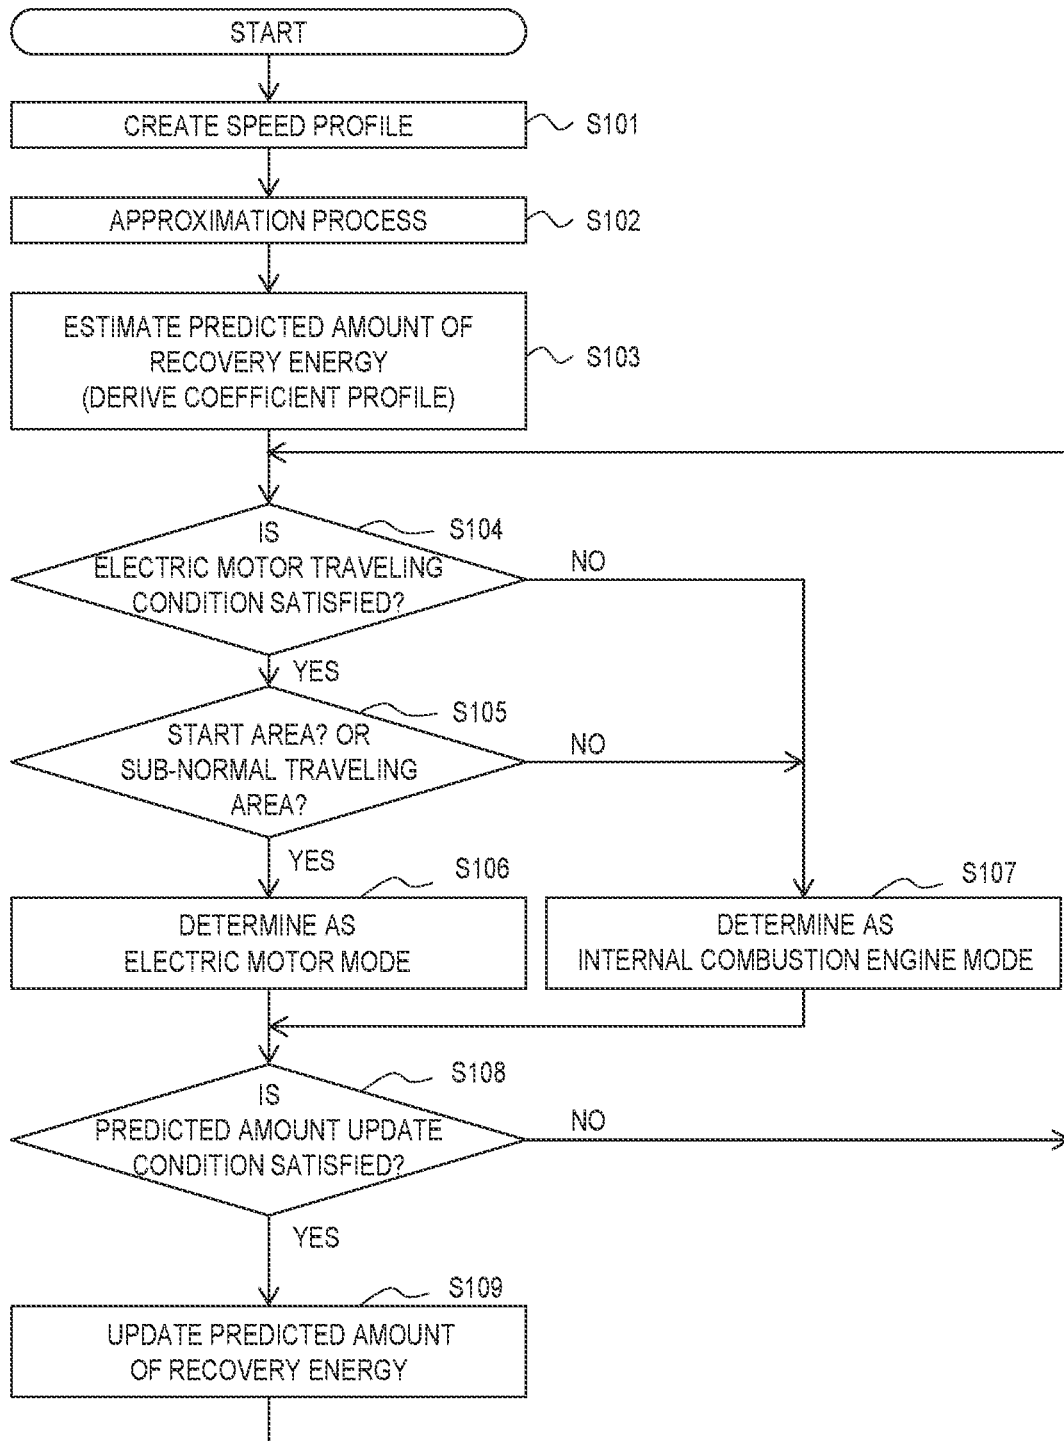 START
CREATE SPEED PROFILE
S101
APPROXIMATION PROCESS
S102
ESTIMATE PREDICTED AMOUNT OF
RECOVERY ENERGY
(DERIVE COEFFICIENT PROFILE)
S103
IS
ELECTRIC MOTOR TRAVELING
CONDITION SATISFIED?
S104
NO
YES
START AREA? OR
SUB-NORMAL TRAVELING
AREA?
S105
NO
YES
DETERMINE AS
ELECTRIC MOTOR MODE
S106
DETERMINE AS
INTERNAL COMBUSTION ENGINE MODE
S107
IS
PREDICTED AMOUNT UPDATE
CONDITION SATISFIED?
S108
NO
YES
UPDATE PREDICTED AMOUNT
OF RECOVERY ENERGY
S109